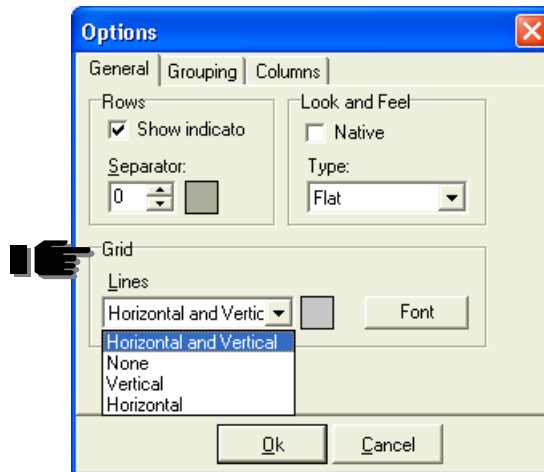 Options
General Grouping Columns
Rows
Show indicato
Separator:
0
Look and Feel
Native
Type:
Flat
Grid
Lines
Horizontal and Vertic
Font
Horizontal and Vertical
None
Vertical
Horizontal
Ok Cancel